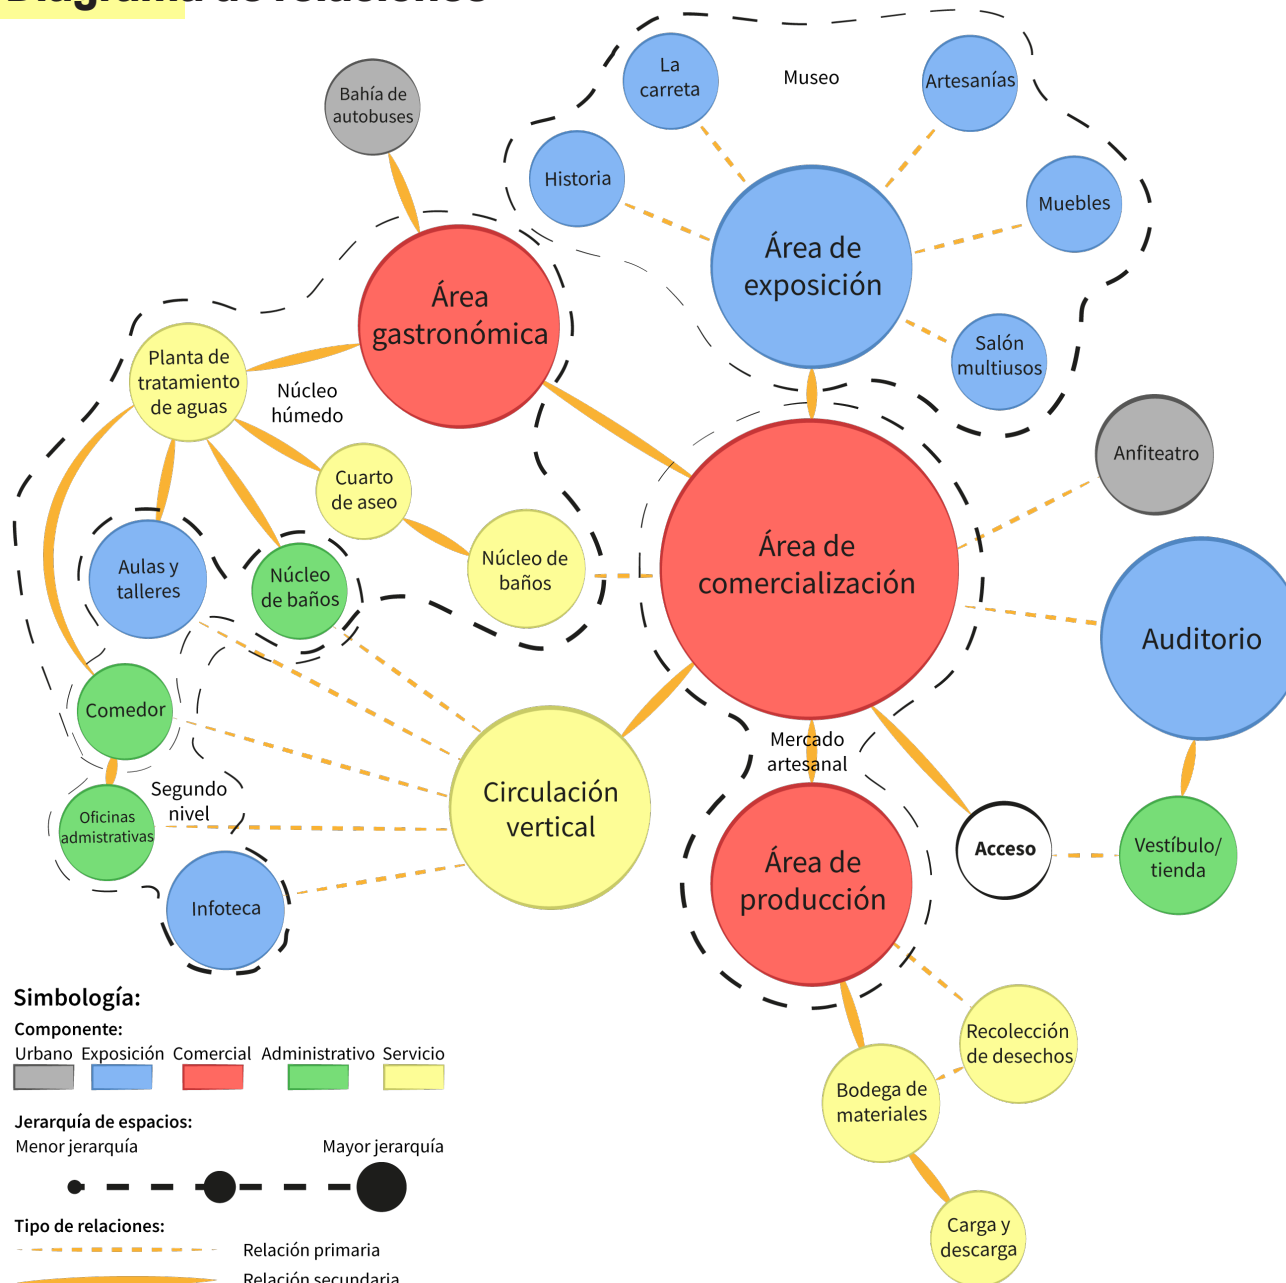 Diagrama de relaciones
Bahía de
autobuses
La
carreta
Museo
Artesanías
Historia
Muebles
Área de
exposición
Salón
multiusos
Área
gastronómica
Planta de
tratamiento
de aguas
Núcleo
húmedo
Cuarto
de aseo
Núcleo de
baños
Aulas y
talleres
Núcleo
de baños
Área de
comercialización
Anfiteatro
Auditorio
Comedor
Segundo
nivel
Oficinas
admistrativas
Infoteca
Circulación
vertical
Mercado
artesanal
Área de
producción
Acceso
Vestíbulo/
tienda
Recolección
de desechos
Bodega de
materiales
Carga y
descarga
Simbología:
Componente:
Urbano Exposición Comercial Administrativo Servicio
Jerarquía de espacios:
Menor jerarquía Mayor jerarquía
Tipo de relaciones:
Relación primaria
Relación secundaria